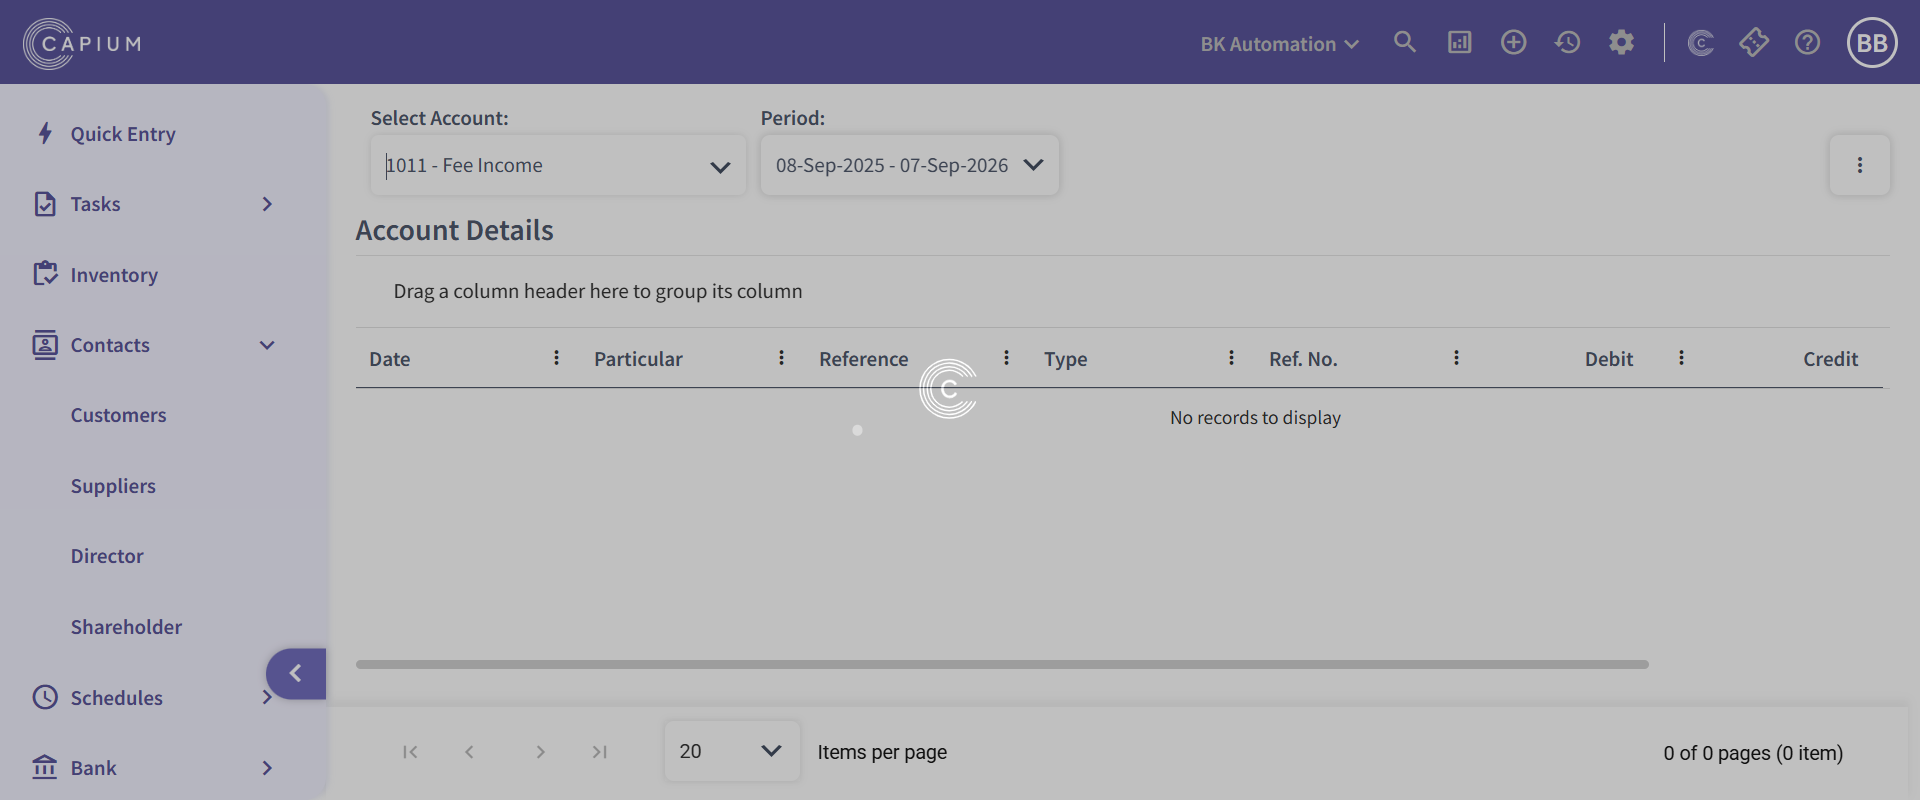 CAPIUM
BK Automation
C
BB
Quick Entry
Tasks
Inventory
Contacts
Customers
Suppliers
Director
Shareholder
Schedules
Bank
Select Account:
Period:
1011 - Fee Income
08-Sep-2025 - 07-Sep-2026
Account Details
Drag a column header here to group its column
Date
Particular
Reference
Type
Ref. No.
Debit
Credit
C
No records to display
20
Items per page
0 of 0 pages (0 item)